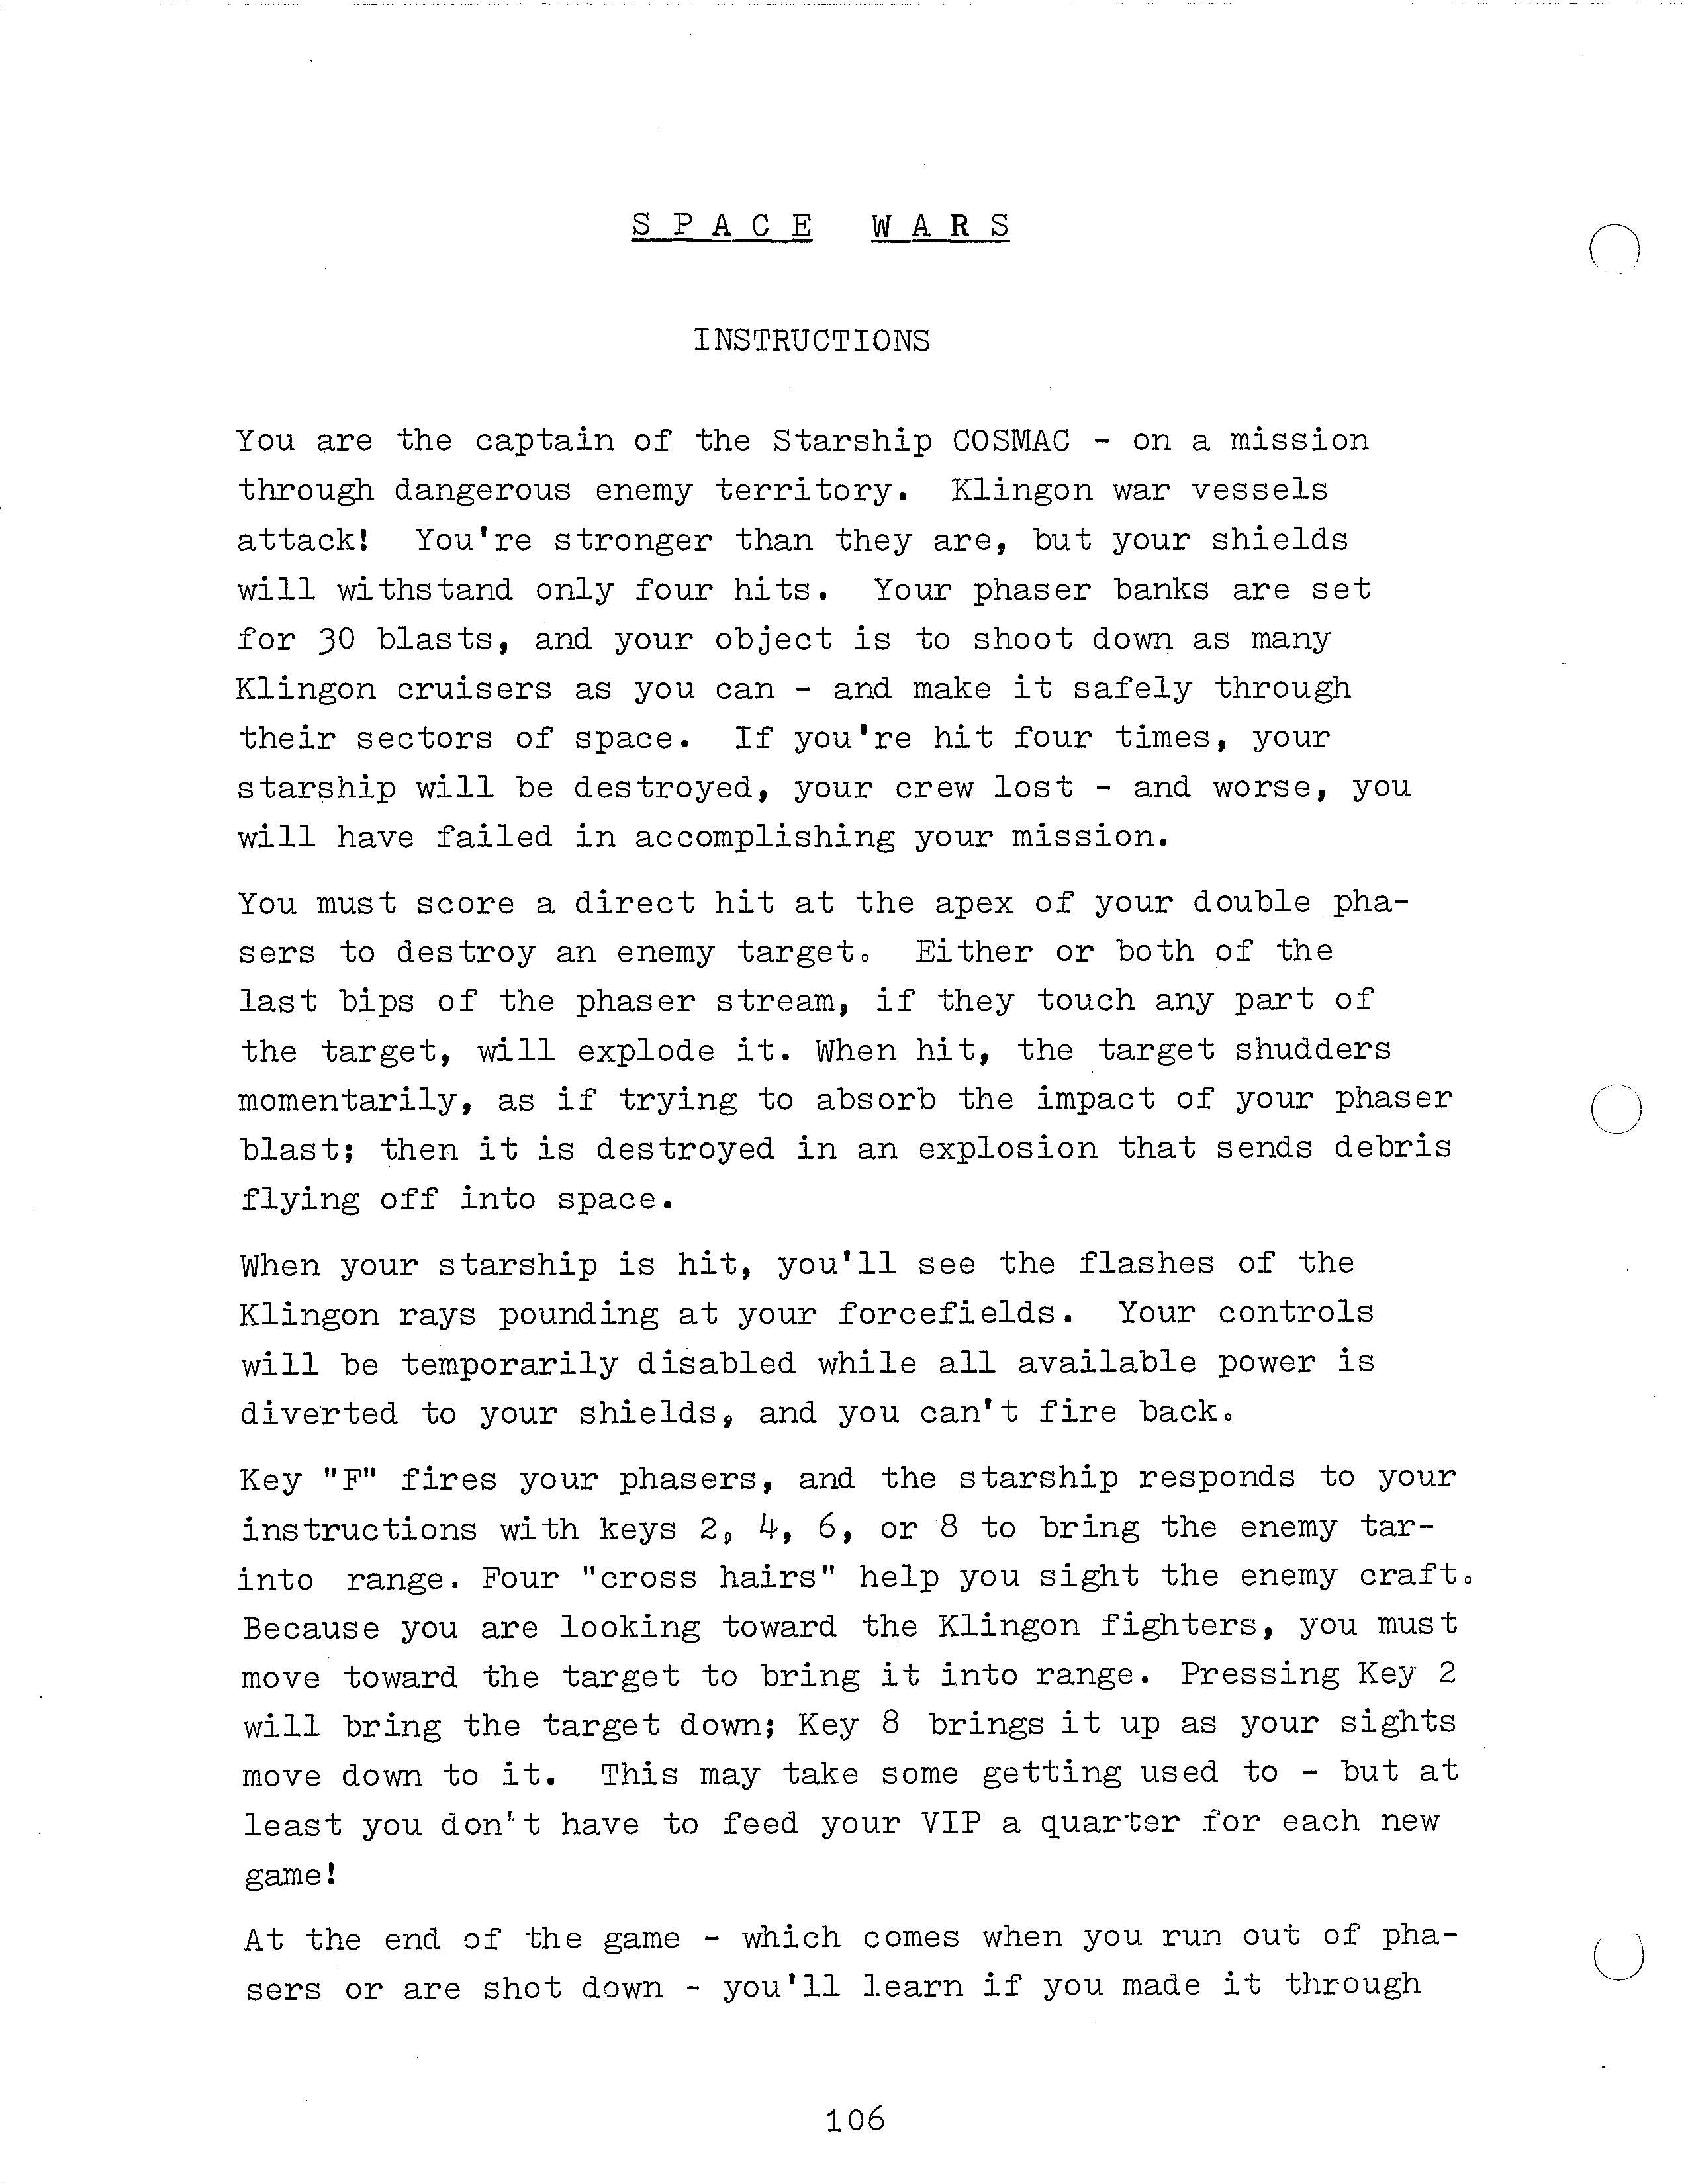 SPACE WARS
INSTRUCTIONS
You are the captain of the Starship COSMAC - on a mission
through dangerous enemy territory. Klingon war vessels
attack! You're stronger than they are, but your shields
will withstand only four hits. Your phaser banks are set
for 30 blasts, and your object is to shoot down as many
Klingon cruisers as you can - and make it safely through
their sectors of space. If you're hit four times, your
starship will be destroyed, your crew lost - and worse, you
will have failed in accomplishing your mission.
You must score a direct hit at the apex of your double pha-
sers to destroy an enemy target. Either or both of the
last bips of the phaser stream, if they touch any part of
the target, will explode it. When hit, the target shudders
momentarily, as if trying to absorb the impact of your phaser
blast; then it is destroyed in an explosion that sends debris
flying off into space.
When your starship is hit, you'll see the flashes of the
Klingon rays pounding at your forcefields. Your controls
will be temporarily disabled while all available power is
diverted to your shields, and you can't fire back.
Key "F" fires your phasers, and the starship responds to your
instructions with keys 2, 4, 6, or 8 to bring the enemy tar-
into range. Four "cross hairs" help you sight the enemy craft.
Because you are looking toward the Klingon fighters, you must
move toward the target to bring it into range. Pressing Key 2
will bring the target down; Key 8 brings it up as your sights
move down to it. This may take some getting used to - but at
least you don't have to feed your VIP a quarter for each new
game!
At the end of the game - which comes when you run out of pha-
sers or are shot down - you'll learn if you made it through
106